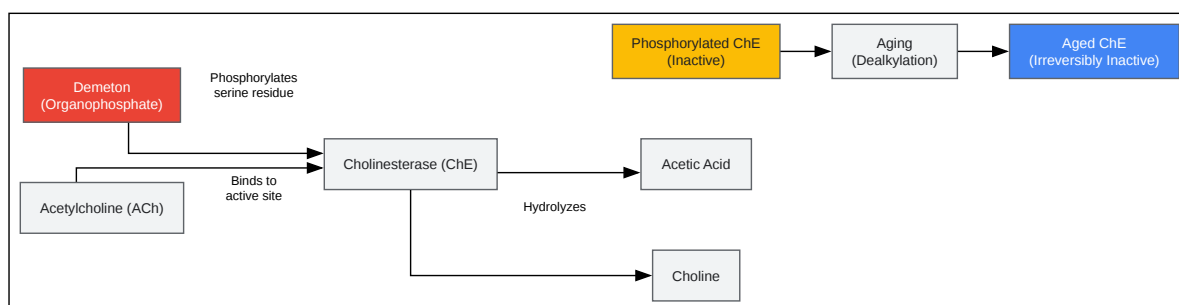 Phosphorylated ChE
(Inactive)
Aging
(Dealkylation)
Aged ChE
(Irreversibly Inactive)
Demeton
(Organophosphate)
Phosphorylates
serine residue
Cholinesterase (ChE)
Acetic Acid
Binds to
active site
Acetylcholine (ACh)
Hydrolyzes
Choline